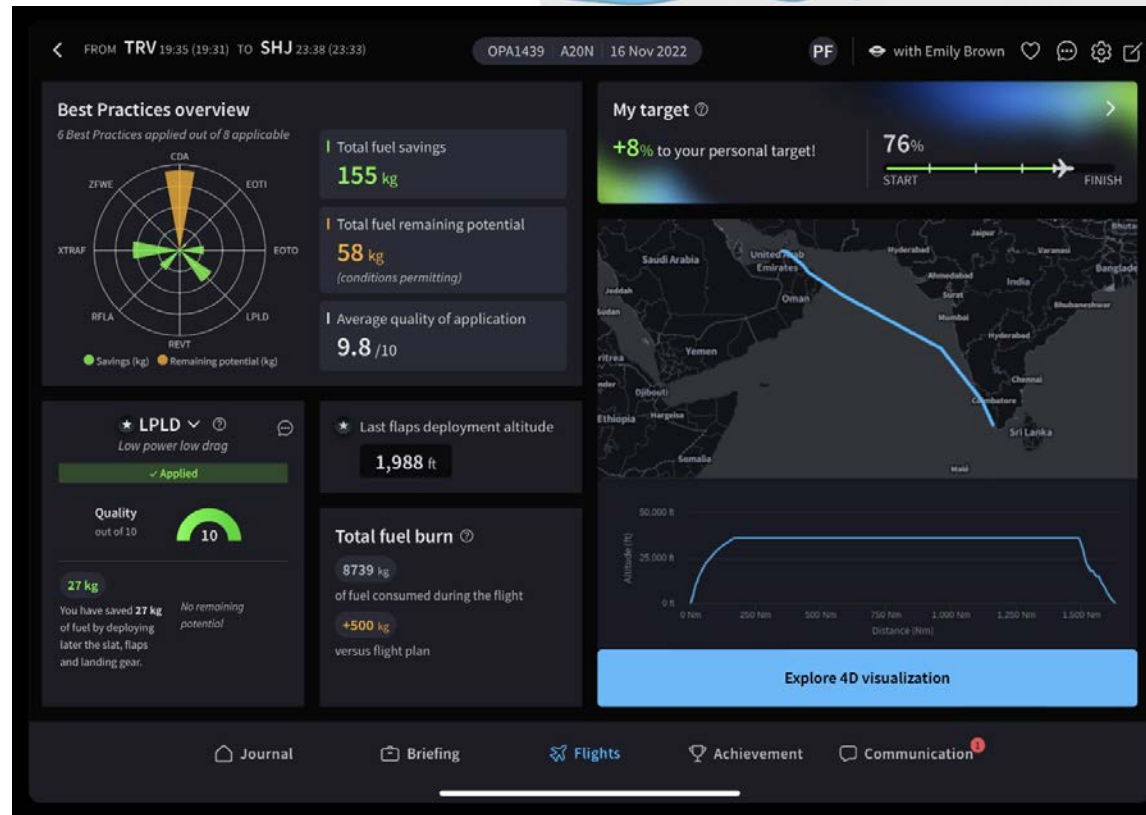 FROM TRV 19:35 (19:31) TO SHJ 23:38 (23:33)
OPA1439 A20N 16 Nov 2022
PF
with Emily Brown
Best Practices overview
6 Best Practices applied out of 8 applicable
CDA
ZFWE
EOTI
XTRAF
EOTO
RFLA
LPLD
REVT
Savings (kg) Remaining potential (kg)
Total fuel savings
155 kg
Total fuel remaining potential
58 kg
(conditions permitting)
Average quality of application
9.8 /10
My target
+8% to your personal target!
76%
START FINISH
Saudi Arabia
United Arab
Emirates
Oman
Jeddah
Sudan
Yemen
Djibouti
Ethiopia
Hargeisa
Somalia
Hyderabad
Jaipur
Varanasi
Ahmedabad
India
Surat
Bhubaneshwar
Mumbai
Hyderabad
Chennai
Coimbatore
Sri Lanka
Malé
LPLD
Low power low drag
✓ Applied
Quality
out of 10
10
27 kg
You have saved 27 kg
of fuel by deploying
later the slat, flaps
and landing gear.
No remaining
potential
Last flaps deployment altitude
1,988 ft
Total fuel burn
8739 kg
of fuel consumed during the flight
+500 kg
versus flight plan
50,000 ft
25,000 ft
0 ft
Altitude (ft)
0 Nm 250 Nm 500 Nm 750 Nm 1,000 Nm 1,250 Nm 1,500 Nm
Distance (Nm)
Explore 4D visualization
Journal Briefing Flights Achievement Communication 1